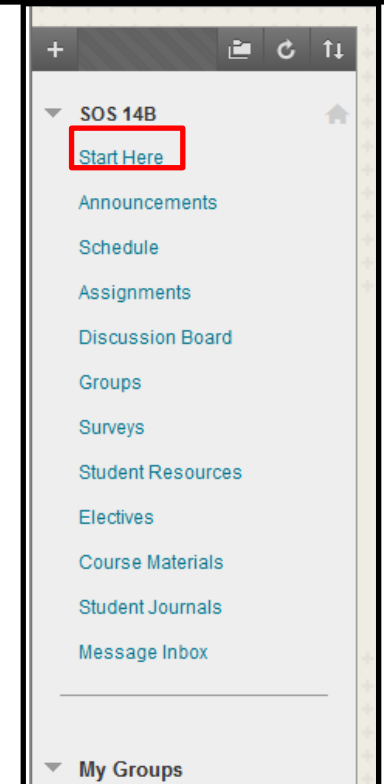 SOS 14B
Start Here
Announcements
Schedule
Assignments
Discussion Board
Groups
Surveys
Student Resources
Electives
Course Materials
Student Journals
Message Inbox
My Groups